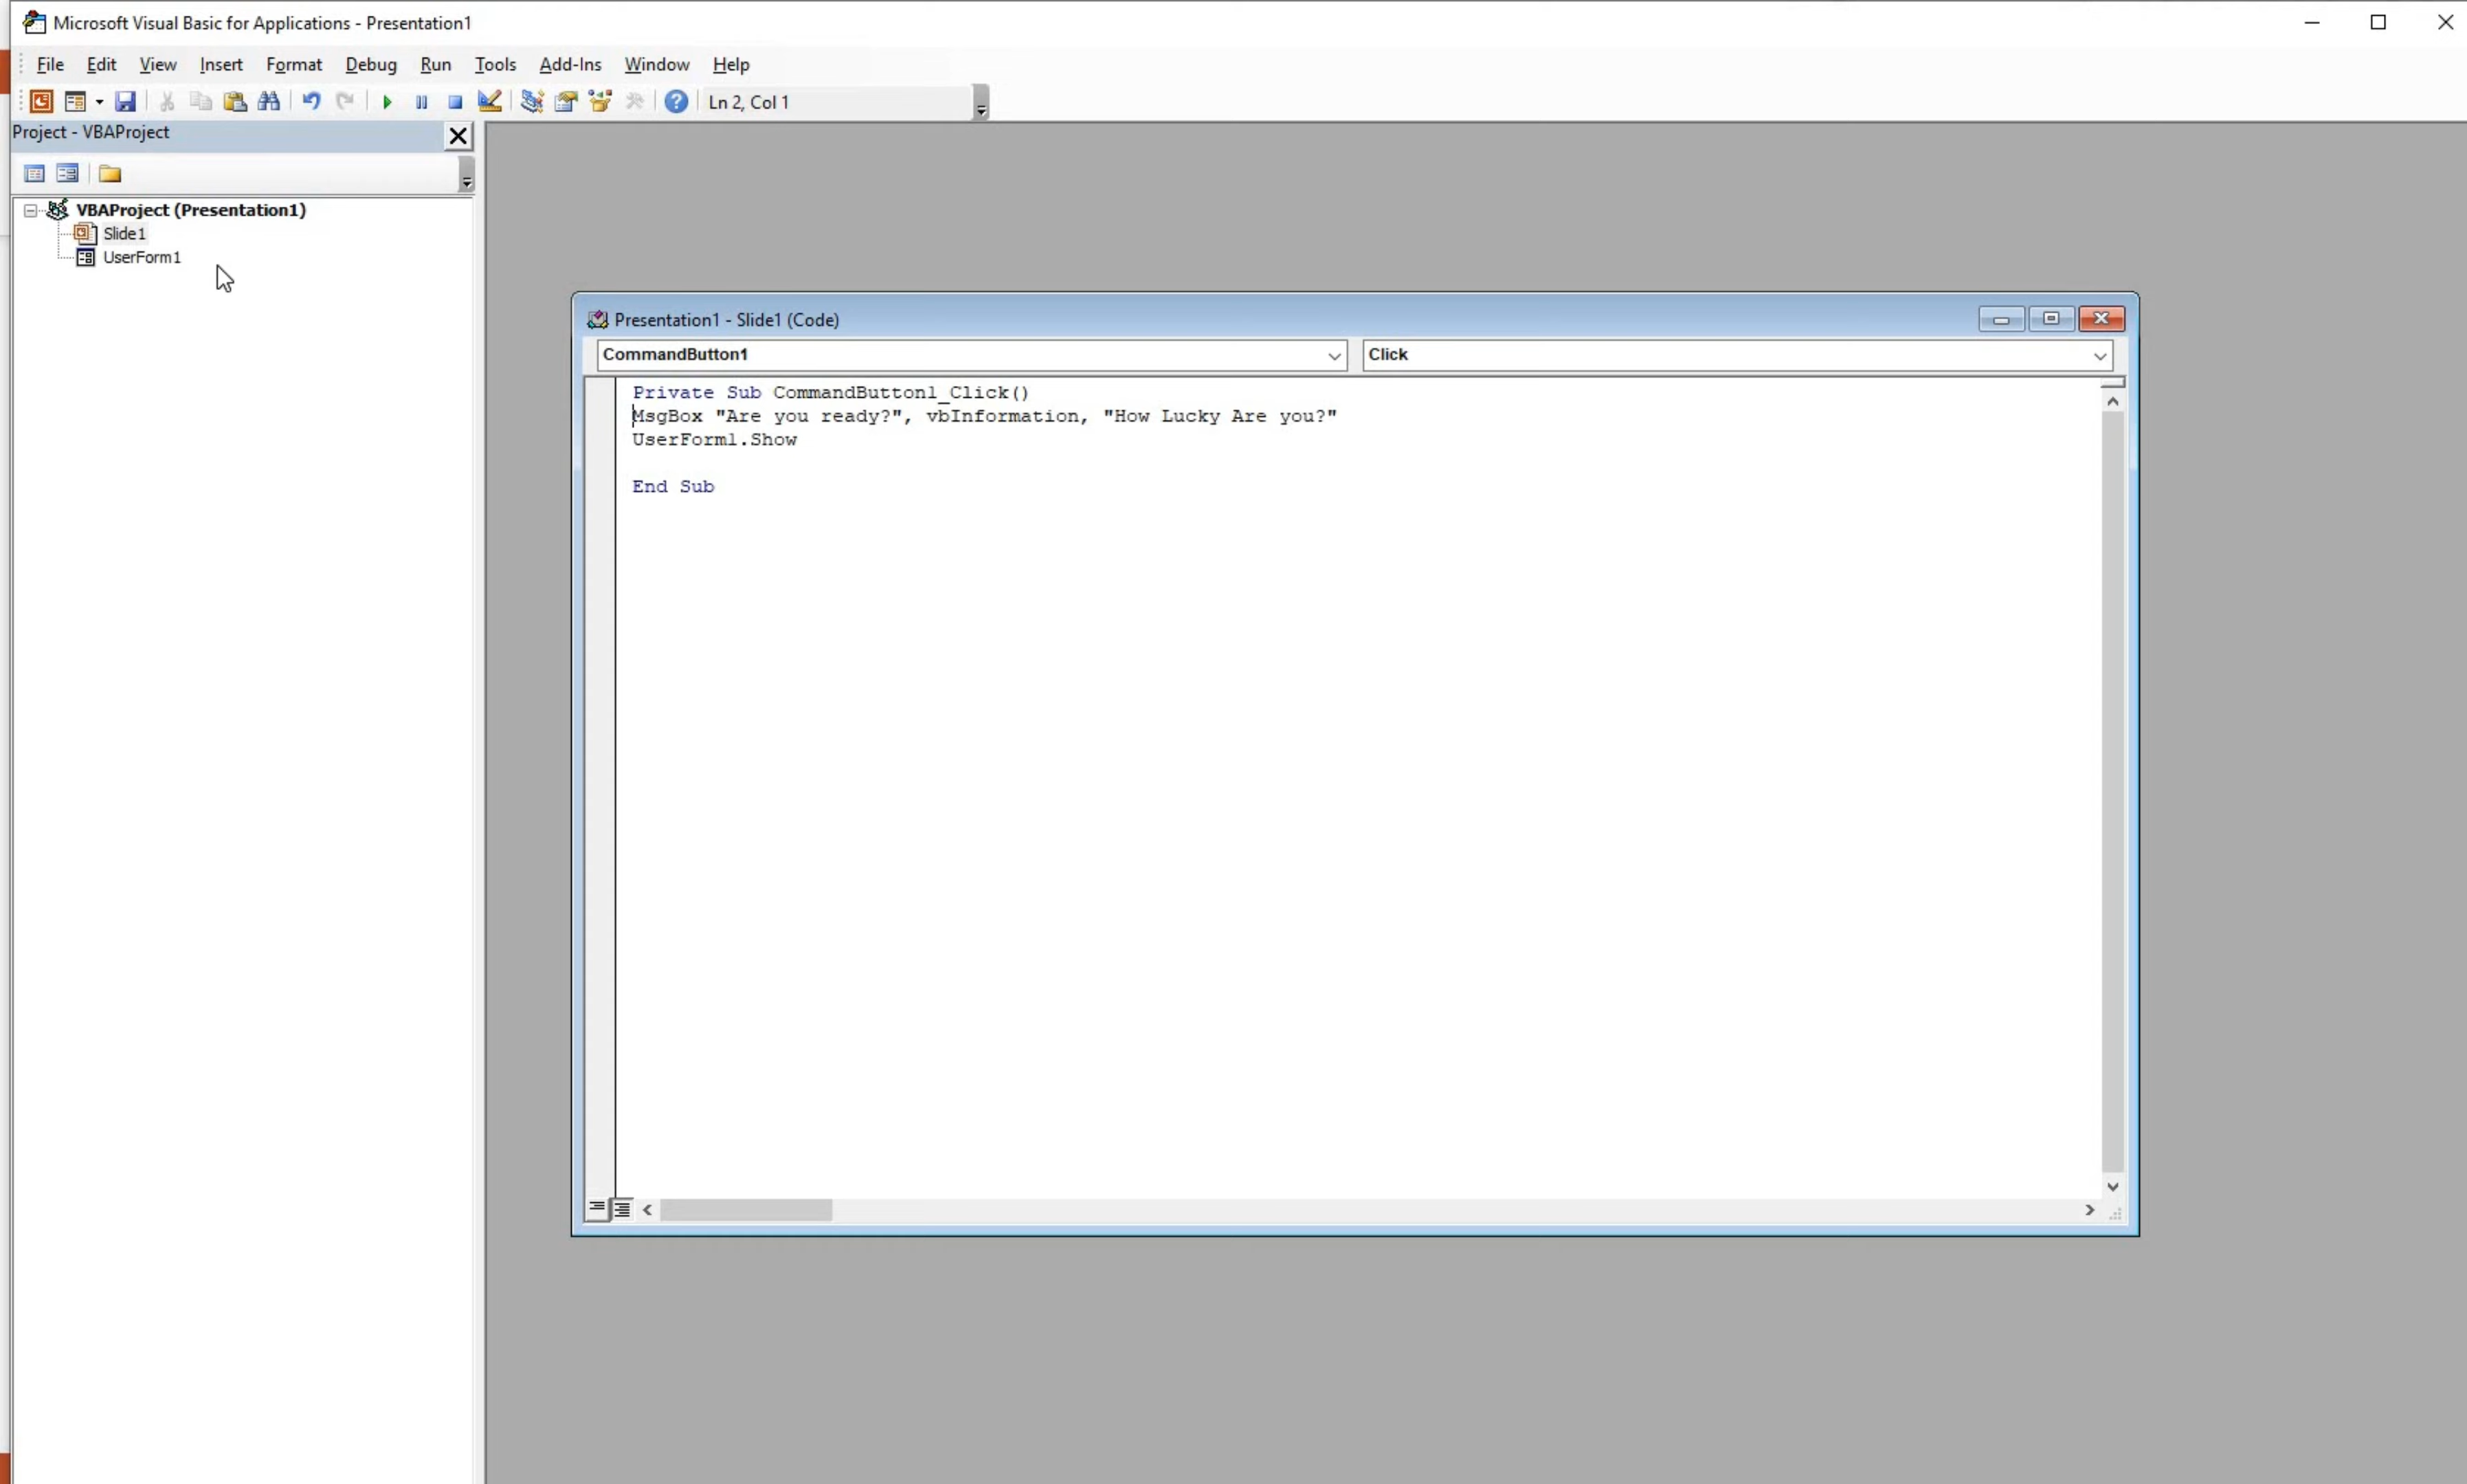 Microsoft Visual Basic for Applications - Presentation1
File Edit View Insert Format Debug Run Tools Add-Ins Window Help
Ln 2, Col 1
Project - VBAProject
VBAProject (Presentation1)
Slide1
UserForm1
Presentation1 - Slide1 (Code)
CommandButton1 Click
Private Sub CommandButton1_Click()
MsgBox "Are you ready?", vbInformation, "How Lucky Are you?"
UserForm1.Show
End Sub